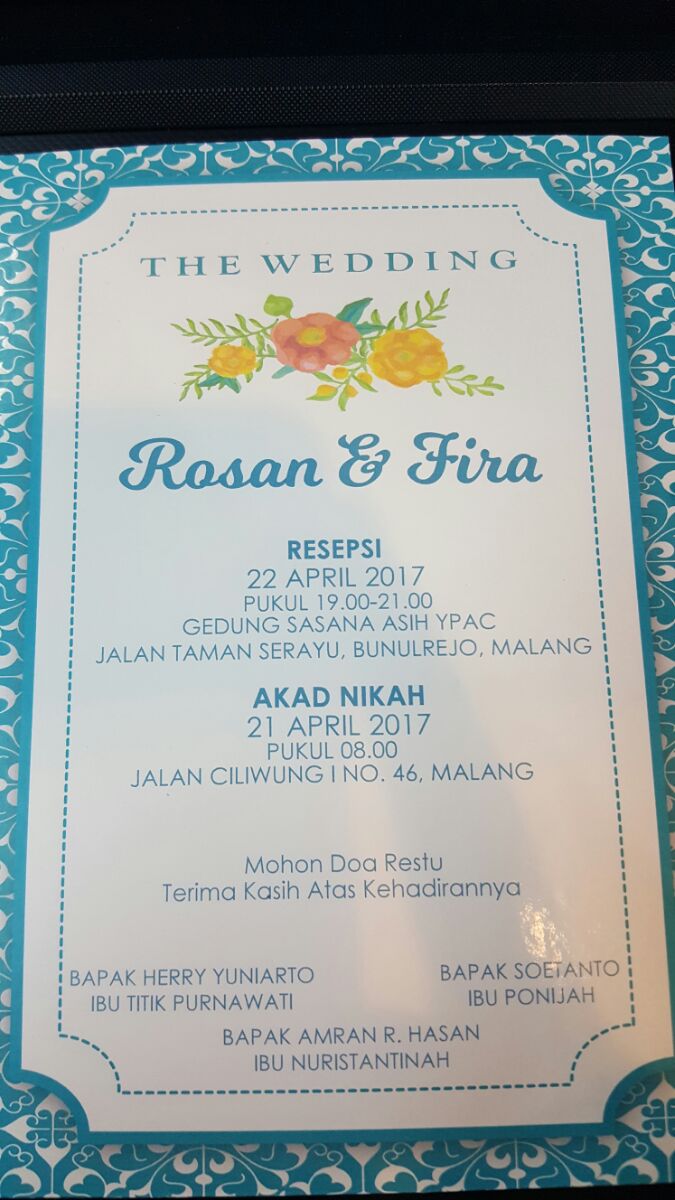 THE WEDDING
Rosan & Fira
RESEPSI
22 APRIL 2017
PUKUL 19.00-21.00
GEDUNG SASANA ASIH YPAC
JALAN TAMAN SERAYU, BUNULREJO, MALANG
AKAD NIKAH
21 APRIL 2017
PUKUL 08.00
JALAN CILIWUNG I NO. 46, MALANG
Mohon Doa Restu
Terima Kasih Atas Kehadirannya
BAPAK HERRY YUNIARTO
IBU TITIK PURNAWATI
BAPAK SOETANTO
IBU PONIJAH
BAPAK AMRAN R. HASAN
IBU NURISTANTINAH